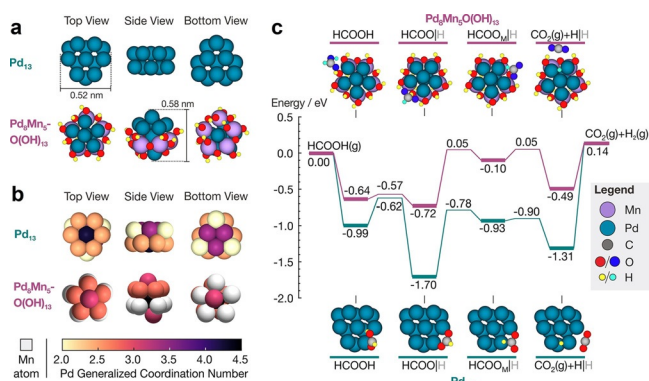 a
Top View Side View Bottom View
Pd₁₃
0.52 nm
0.58 nm
Pd₈Mn₅-
O(OH)₁₃
b
Top View Side View Bottom View
Pd₁₃
Pd₈Mn₅-
O(OH)₁₃
Mn
atom
2.0 2.5 3.0 3.5 4.0 4.5
Pd Generalized Coordination Number
c
Pd₈Mn₅O(OH)₁₃
HCOOH HCOO|H HCOO_M|H CO₂(g)+H|H
Energy / eV
0.5
0.0
-0.5
-1.0
-1.5
-2.0
HCOOH(g)
0.00
-0.64
-0.57
-0.72
0.05
-0.10
0.05
-0.49
CO₂(g)+H₂(g)
0.14
-0.99
-0.62
-1.70
-0.78
-0.93
-0.90
-1.31
Legend
Mn
Pd
C
/ O
/ H
HCOOH HCOO|H HCOO_M|H CO₂(g)+H|H